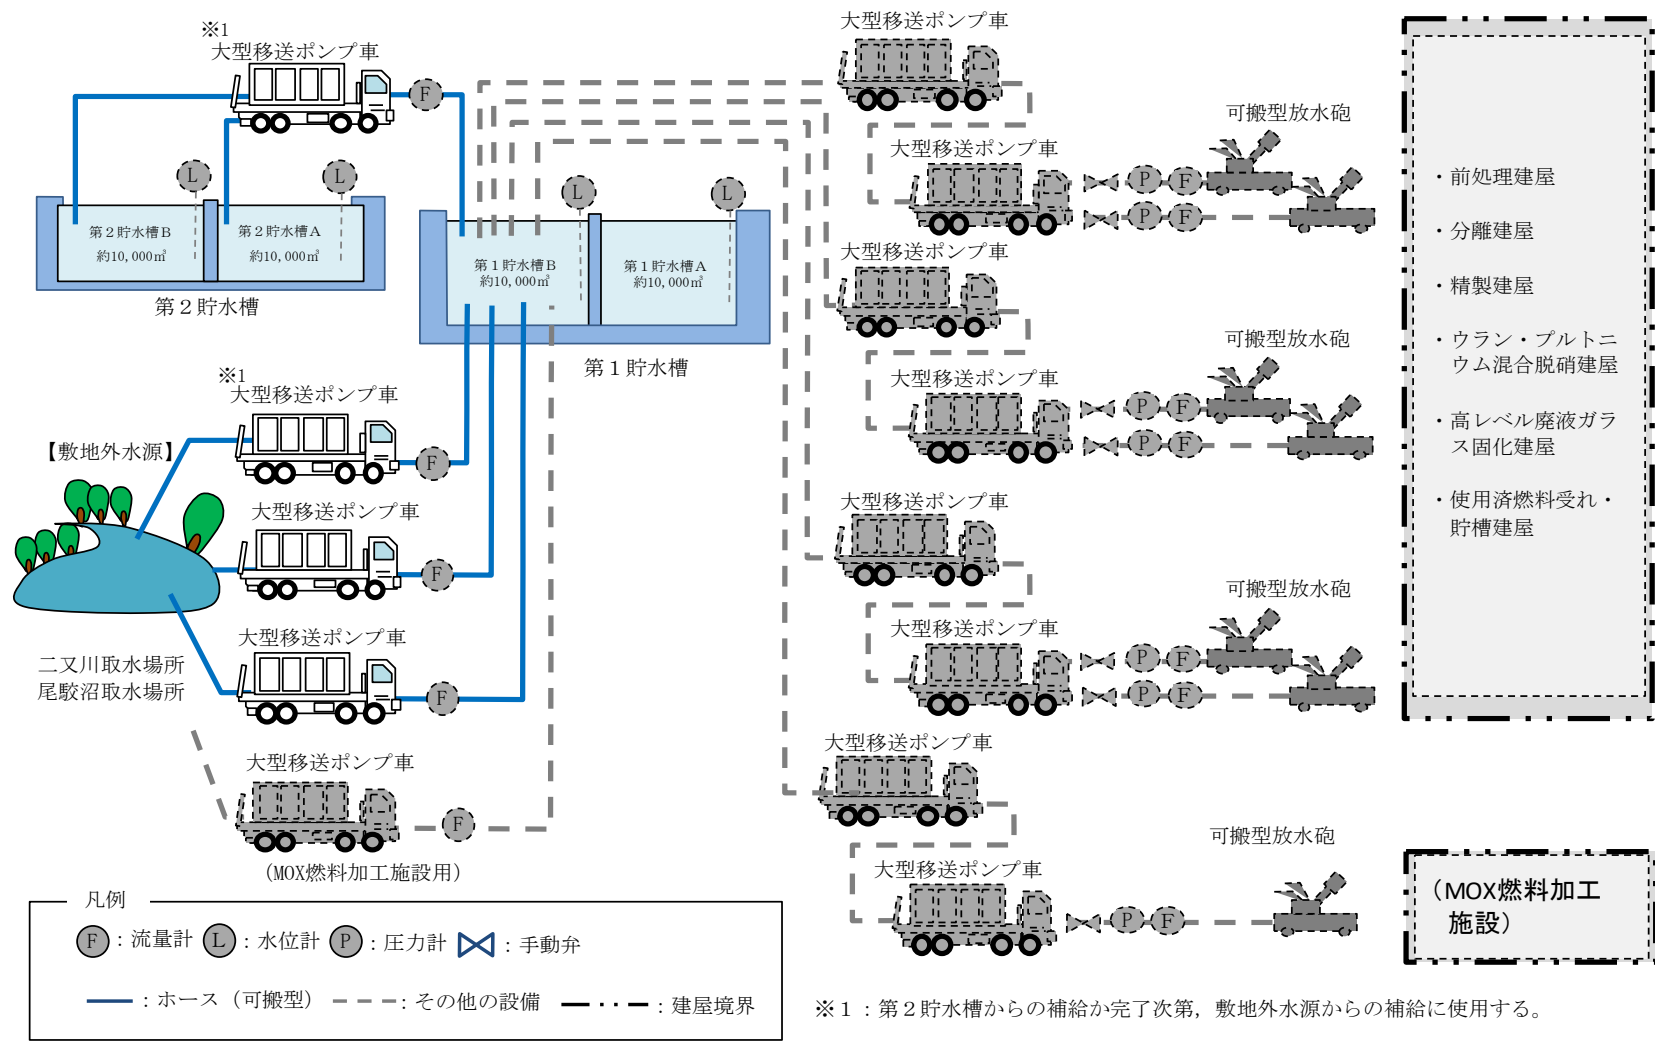 ※1
大型移送ポンプ車
F
L
L
第２貯水槽B
約10,000㎥
第２貯水槽A
約10,000㎥
第２貯水槽
L
L
第１貯水槽B
約10,000㎥
第１貯水槽A
約10,000㎥
第１貯水槽
※1
大型移送ポンプ車
F
【敷地外水源】
大型移送ポンプ車
F
大型移送ポンプ車
F
二又川取水場所
尾駮沼取水場所
大型移送ポンプ車
F
(MOX燃料加工施設用)
大型移送ポンプ車
可搬型放水砲
大型移送ポンプ車
P F
P F
大型移送ポンプ車
可搬型放水砲
大型移送ポンプ車
P F
P F
大型移送ポンプ車
可搬型放水砲
大型移送ポンプ車
P F
P F
大型移送ポンプ車
可搬型放水砲
大型移送ポンプ車
P F
・前処理建屋
・分離建屋
・精製建屋
・ウラン・プルトニ
ウム混合脱硝建屋
・高レベル廃液ガラ
ス固化建屋
・使用済燃料受れ・
貯槽建屋
（MOX燃料加工
施設）
凡例
F：流量計 L：水位計 P：圧力計 ：手動弁
：ホース（可搬型） ：その他の設備 ：建屋境界
※１：第２貯水槽からの補給か完了次第，敷地外水源からの補給に使用する。